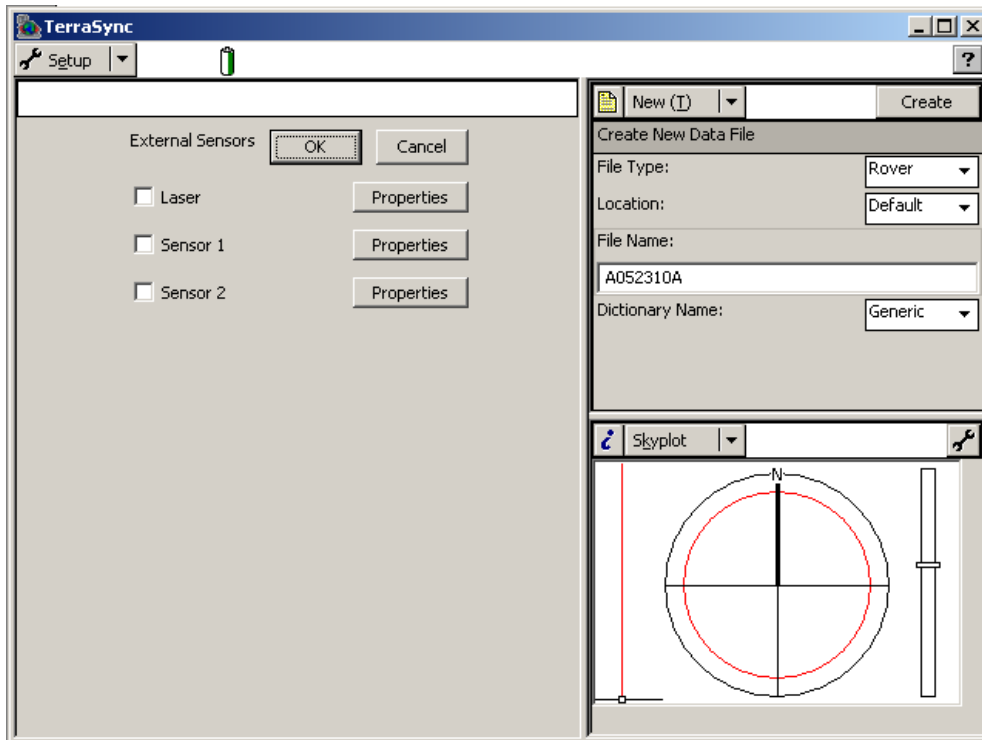 TerraSync
Setup
?
External Sensors
OK
Cancel
Laser
Properties
Sensor 1
Properties
Sensor 2
Properties
New (T)
Create
Create New Data File
File Type:
Rover
Location:
Default
File Name:
A052310A
Dictionary Name:
Generic
i
Skyplot
N